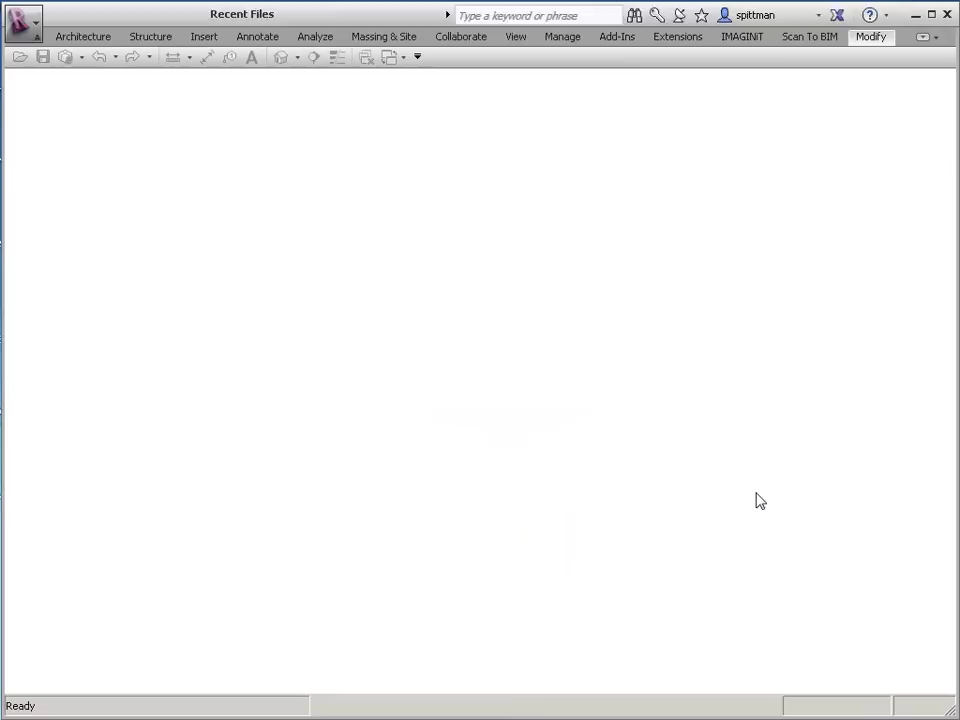 Recent Files
Type a keyword or phrase
spittman
Architecture Structure Insert Annotate Analyze Massing & Site Collaborate View Manage Add-Ins Extensions IMAGINiT Scan To BIM Modify
Ready